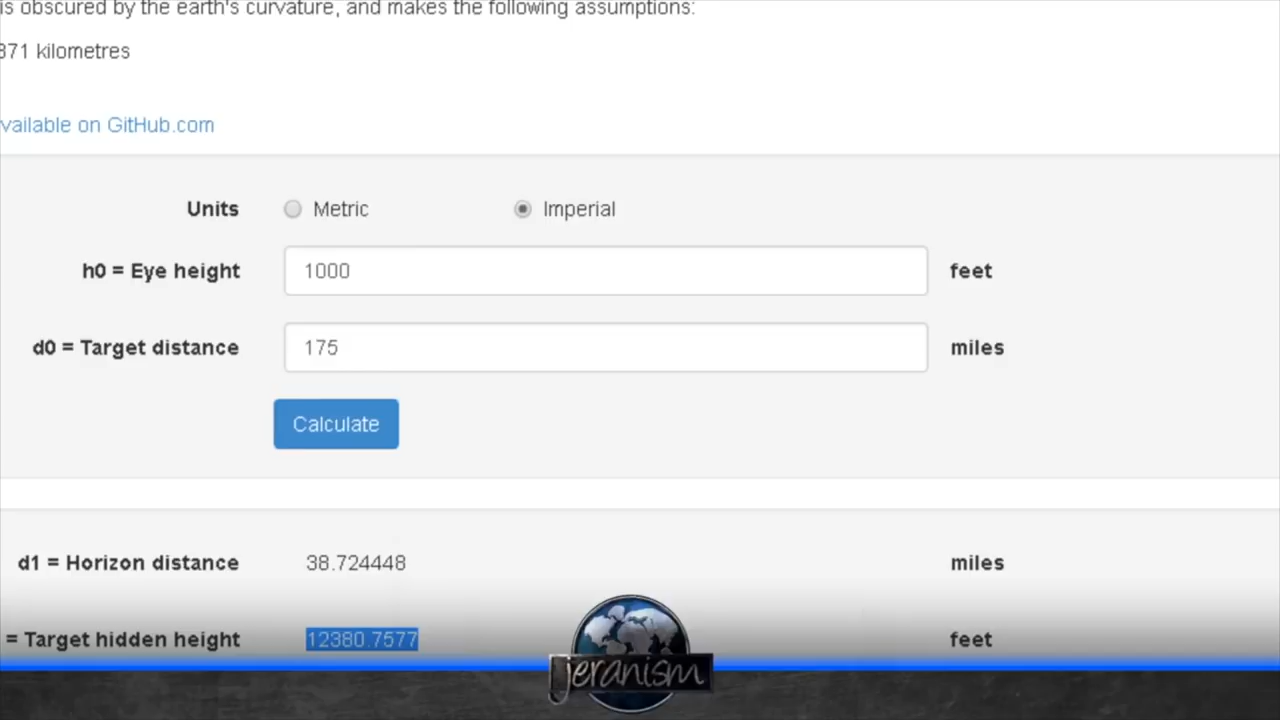 is obscured by the earth's curvature, and makes the following assumptions:
371 kilometres
vailable on GitHub.com
Units Metric Imperial
h0 = Eye height 1000 feet
d0 = Target distance 175 miles
Calculate
d1 = Horizon distance 38.724448 miles
= Target hidden height 12380.7577 feet
jeranism